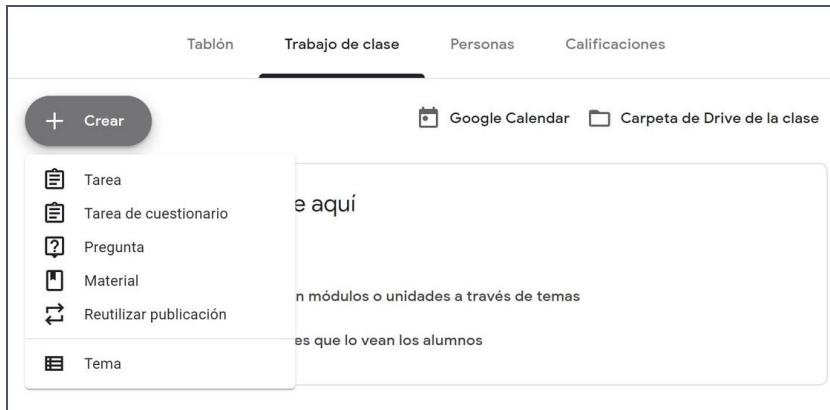 Tablón Trabajo de clase Personas Calificaciones
Crear
Google Calendar Carpeta de Drive de la clase
Tarea
Tarea de cuestionario
Pregunta
Material
Reutilizar publicación
Tema
aquí
módulos o unidades a través de temas
que lo vean los alumnos